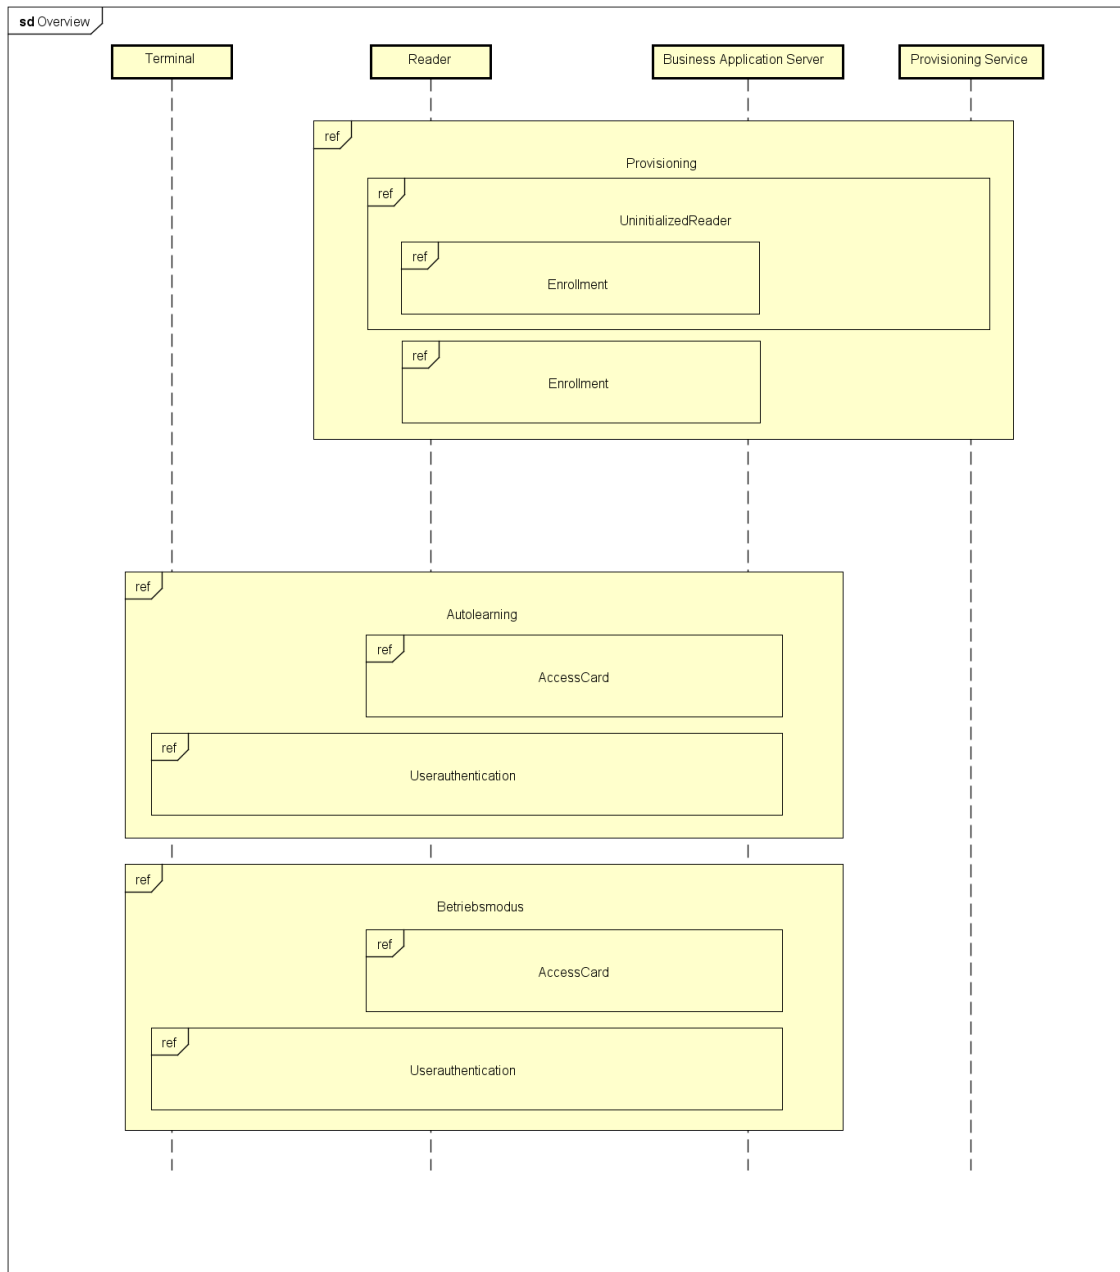 sd Overview
Terminal
Reader
Business Application Server
Provisioning Service
ref
Provisioning
ref
UninitializedReader
ref
Enrollment
ref
Enrollment
ref
Autolearning
ref
AccessCard
ref
Userauthentication
ref
Betriebsmodus
ref
AccessCard
ref
Userauthentication